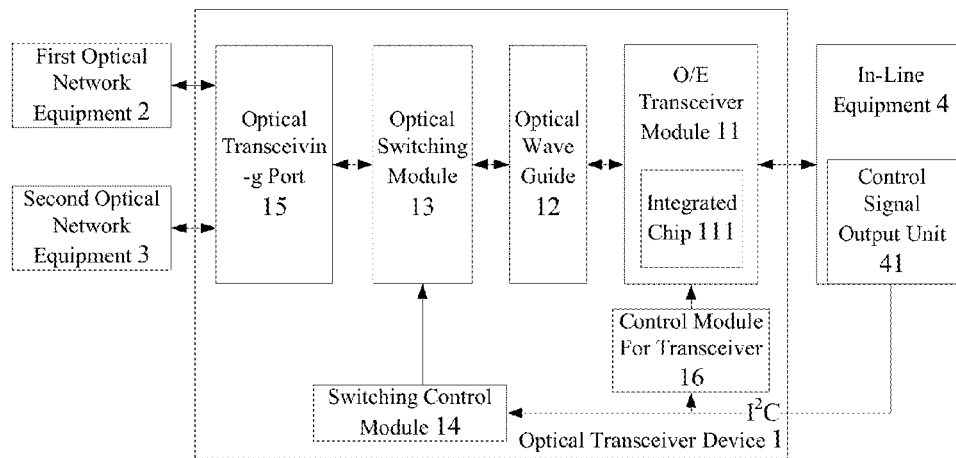 First Optical
Network
Equipment 2
Second Optical
Network
Equipment 3
Optical
Transceivin
-g Port
15
Optical
Switching
Module
13
Optical
Wave
Guide
12
O/E
Transceiver
Module 11
Integrated
Chip 111
In-Line
Equipment 4
Control
Signal
Output Unit
41
Control Module
For Transceiver
16
Switching Control
Module 14
I²C
Optical Transceiver Device 1